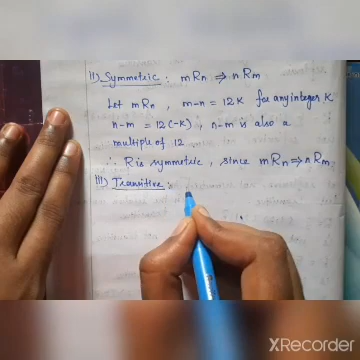 II) Symmetric : mRn ⇒ nRm
Let mRn , m-n = 12K for any integer K
n-m = 12(-K) , n-m is also a
multiple of 12
∴ R is symmetric , since mRn ⇒ nRm
III) Transitive :
XRecorder